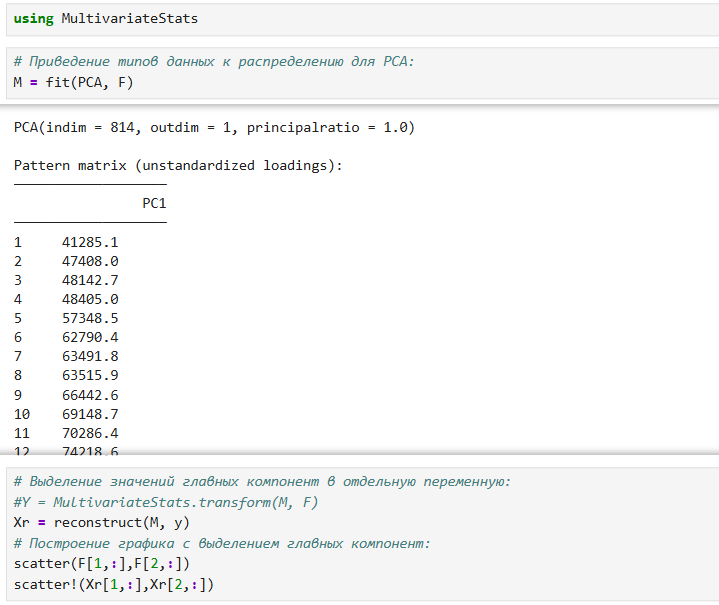 using MultivariateStats
# Приведение типов данных к распределению для PCA:
M = fit(PCA, F)
PCA(indim = 814, outdim = 1, principalratio = 1.0)
Pattern matrix (unstandardized loadings):
PC1
1 41285.1
2 47408.0
3 48142.7
4 48405.0
5 57348.5
6 62790.4
7 63491.8
8 63515.9
9 66442.6
10 69148.7
11 70286.4
12 74218.6
# Выделение значений главных компонент в отдельную переменную:
#Y = MultivariateStats.transform(M, F)
Xr = reconstruct(M, y)
# Построение графика с выделением главных компонент:
scatter(F[1,:],F[2,:])
scatter!(Xr[1,:],Xr[2,:])